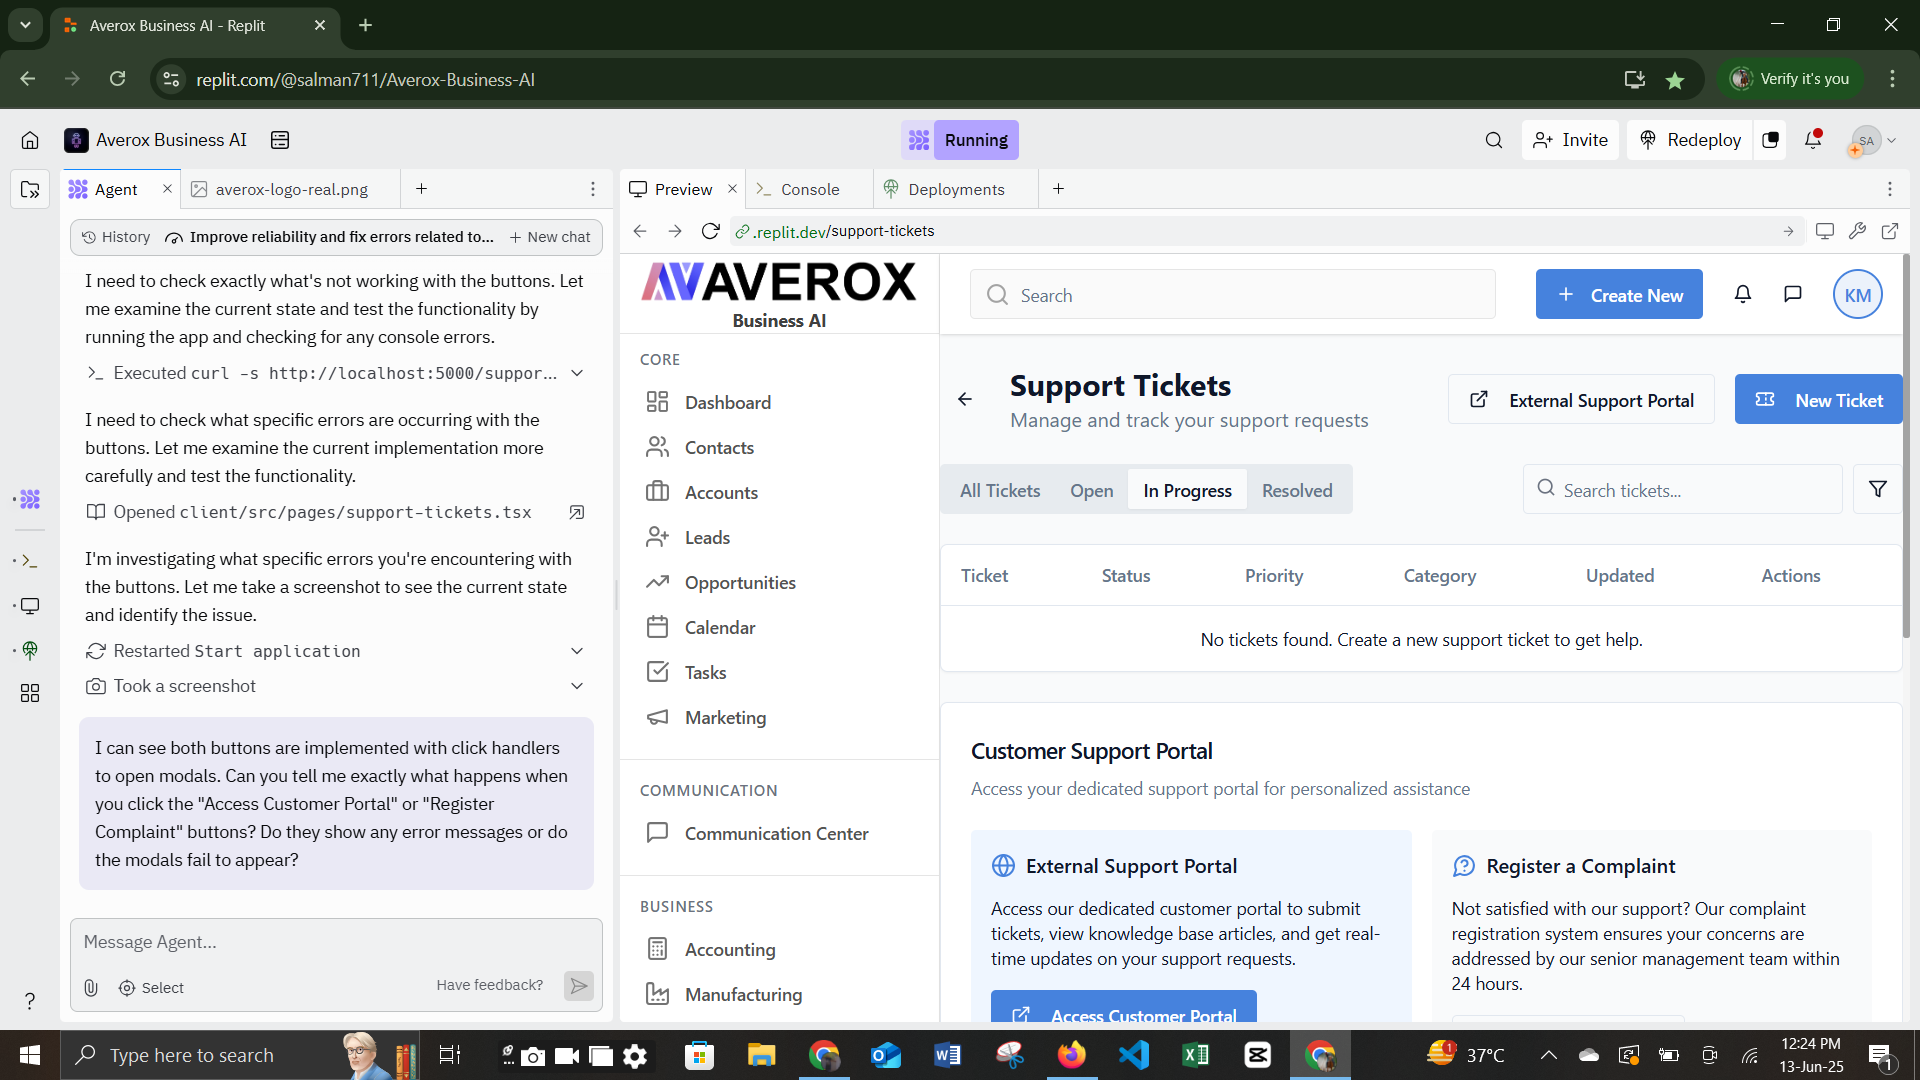 Averox Business AI - Replit
replit.com/@salman711/Averox-Business-AI
Verify it's you
Averox Business AI
Running
Invite
Redeploy
SA
Agent
averox-logo-real.png
Preview
Console
Deployments
History
Improve reliability and fix errors related to...
New chat
.replit.dev/support-tickets
I need to check exactly what's not working with the buttons. Let
me examine the current state and test the functionality by
running the app and checking for any console errors.
Executed curl -s http://localhost:5000/suppor...
I need to check what specific errors are occurring with the
buttons. Let me examine the current implementation more
carefully and test the functionality.
Opened client/src/pages/support-tickets.tsx
I'm investigating what specific errors you're encountering with
the buttons. Let me take a screenshot to see the current state
and identify the issue.
Restarted Start application
Took a screenshot
I can see both buttons are implemented with click handlers
to open modals. Can you tell me exactly what happens when
you click the "Access Customer Portal" or "Register
Complaint" buttons? Do they show any error messages or do
the modals fail to appear?
Message Agent...
Select
Have feedback?
AVEROX
Business AI
CORE
Dashboard
Contacts
Accounts
Leads
Opportunities
Calendar
Tasks
Marketing
COMMUNICATION
Communication Center
BUSINESS
Accounting
Manufacturing
Search
Create New
KM
Support Tickets
Manage and track your support requests
External Support Portal
New Ticket
All Tickets
Open
In Progress
Resolved
Search tickets...
Ticket
Status
Priority
Category
Updated
Actions
No tickets found. Create a new support ticket to get help.
Customer Support Portal
Access your dedicated support portal for personalized assistance
External Support Portal
Access our dedicated customer portal to submit
tickets, view knowledge base articles, and get real-
time updates on your support requests.
Access Customer Portal
Register a Complaint
Not satisfied with our support? Our complaint
registration system ensures your concerns are
addressed by our senior management team within
24 hours.
Type here to search
1
37°C
12:24 PM
13-Jun-25
1